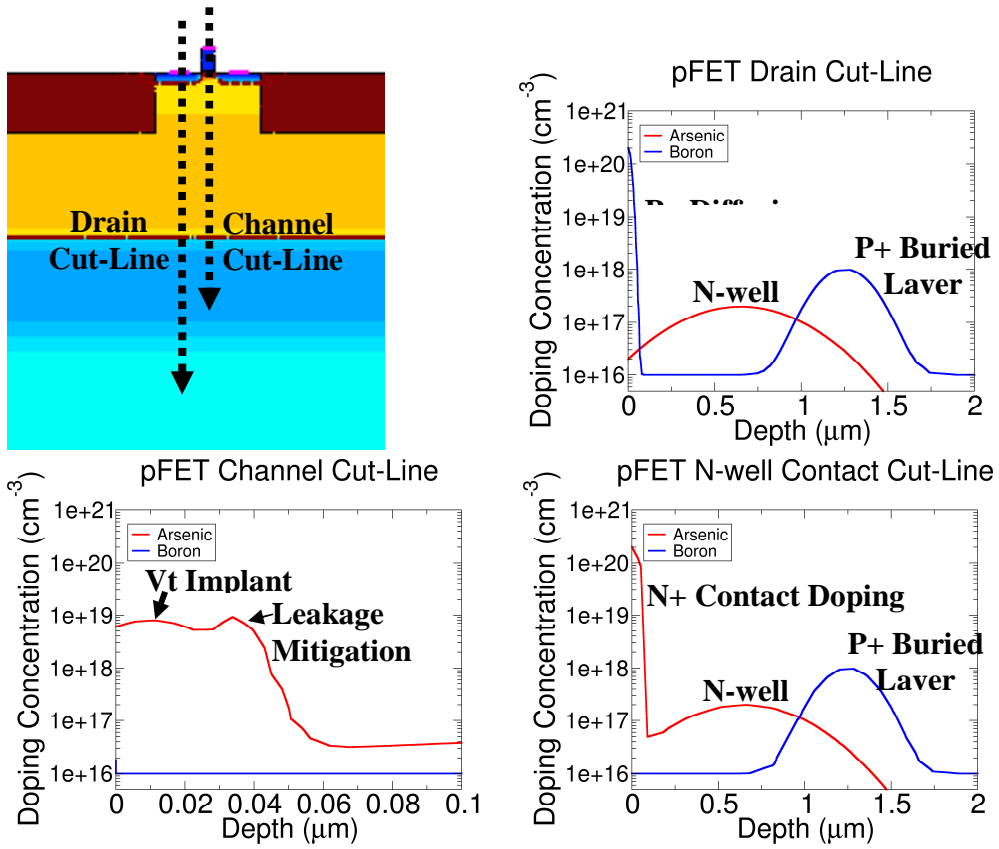 Drain
Cut-Line
Channel
Cut-Line
pFET Drain Cut-Line
Doping Concentration (cm-3)
1e+21
1e+20
1e+19
1e+18
1e+17
1e+16
Arsenic
Boron
N-well
P+ Buried
Layer
0
0.5
1
1.5
2
Depth (μm)
pFET Channel Cut-Line
Doping Concentration (cm-3)
1e+21
1e+20
1e+19
1e+18
1e+17
1e+16
Arsenic
Boron
Vt Implant
Leakage
Mitigation
0
0.02
0.04
0.06
0.08
0.1
Depth (μm)
pFET N-well Contact Cut-Line
Doping Concentration (cm-3)
1e+21
1e+20
1e+19
1e+18
1e+17
1e+16
Arsenic
Boron
N+ Contact Doping
P+ Buried
Layer
N-well
0
0.5
1
1.5
2
Depth (μm)